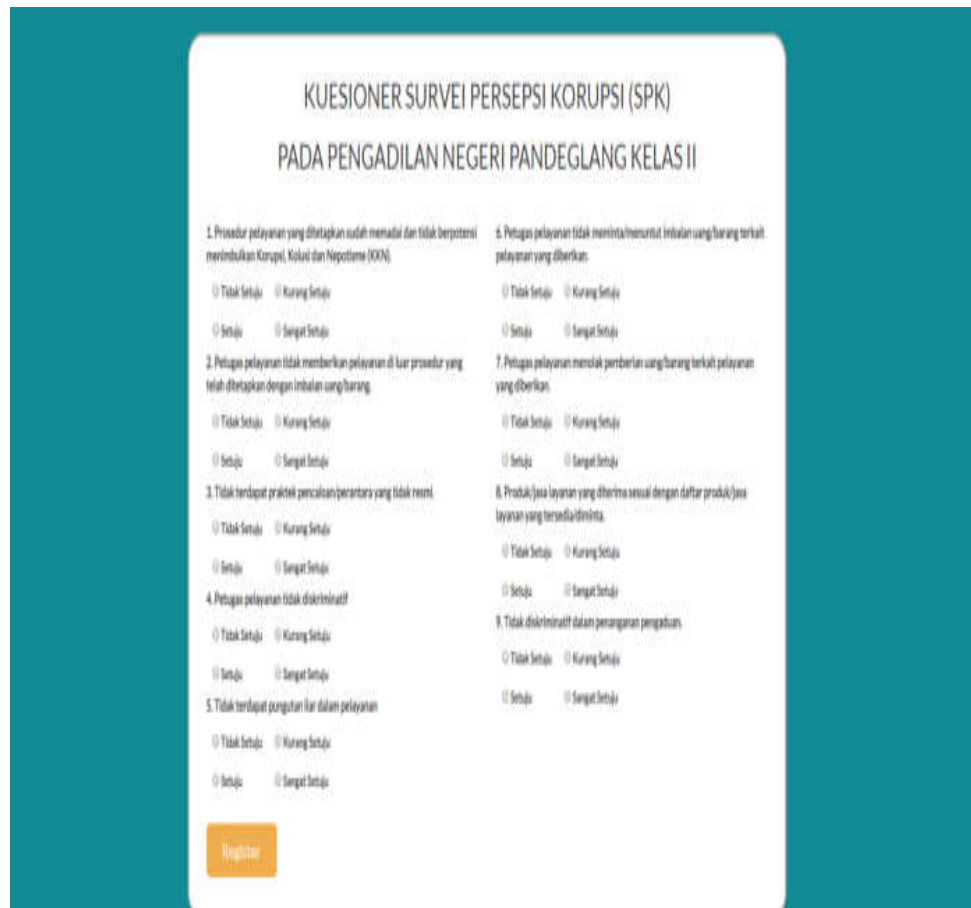 KUESIONER SURVEI PERSEPSI KORUPSI (SPK)
PADA PENGADILAN NEGERI PANDEGLANG KELAS II
1. Prosedur pelayanan yang ditetapkan sudah memadai dan tidak berpotensi
menimbulkan Korupsi, Kolusi dan Nepotisme (KKN).
Tidak Setuju Kurang Setuju
Setuju Sangat Setuju
2. Petugas pelayanan tidak memberikan pelayanan di luar prosedur yang
telah ditetapkan dengan imbalan uang/barang.
Tidak Setuju Kurang Setuju
Setuju Sangat Setuju
3. Tidak terdapat praktek pencaloan/perantara yang tidak resmi.
Tidak Setuju Kurang Setuju
Setuju Sangat Setuju
4. Petugas pelayanan tidak diskriminatif
Tidak Setuju Kurang Setuju
Setuju Sangat Setuju
5. Tidak terdapat pungutan liar dalam pelayanan
Tidak Setuju Kurang Setuju
Setuju Sangat Setuju
6. Petugas pelayanan tidak meminta/menuntut imbalan uang/barang terkait
pelayanan yang diberikan.
Tidak Setuju Kurang Setuju
Setuju Sangat Setuju
7. Petugas pelayanan menolak pemberian uang/barang terkait pelayanan
yang diberikan.
Tidak Setuju Kurang Setuju
Setuju Sangat Setuju
8. Produk/jasa layanan yang diterima sesuai dengan daftar produk/jasa
layanan yang tersedia/diminta.
Tidak Setuju Kurang Setuju
Setuju Sangat Setuju
9. Tidak diskriminatif dalam penanganan pengaduan.
Tidak Setuju Kurang Setuju
Setuju Sangat Setuju
Register